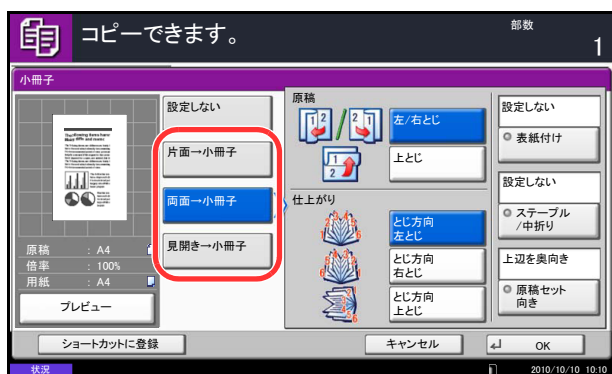 コピーできます。
部数
1
小冊子
設定しない
片面→小冊子
両面→小冊子
見開き→小冊子
原稿
1 2
2 1
1
2
左/右とじ
上とじ
仕上がり
とじ方向
左とじ
とじ方向
右とじ
とじ方向
上とじ
設定しない
表紙付け
設定しない
ステープル
/中折り
上辺を奥向き
原稿セット
向き
原稿 : A4
倍率 : 100%
用紙 : A4
プレビュー
ショートカットに登録
キャンセル
OK
状況
2010/10/10 10:10